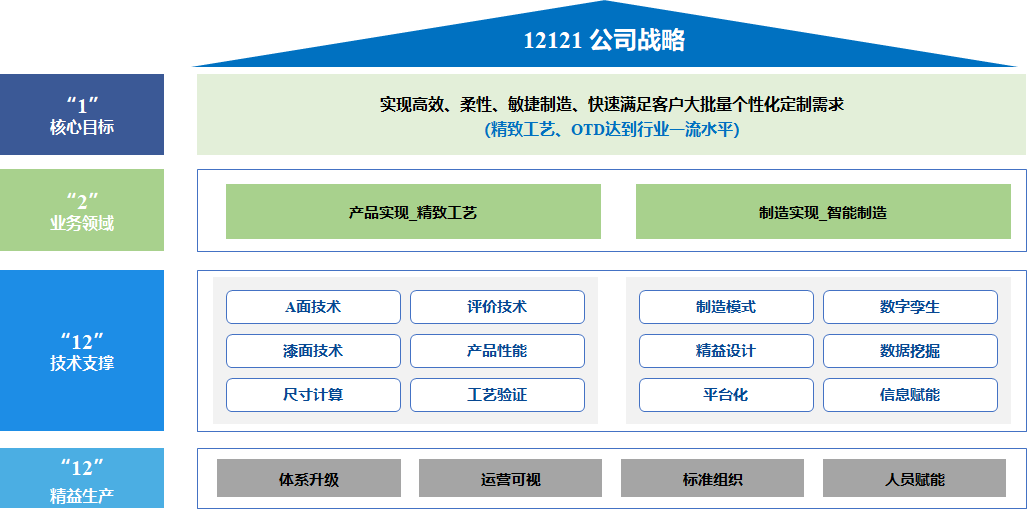 12121 公司战略
“1”
核心目标
实现高效、柔性、敏捷制造、快速满足客户大批量个性化定制需求
(精致工艺、OTD达到行业一流水平)
“2”
业务领域
产品实现_精致工艺
制造实现_智能制造
“12”
技术支撑
A面技术
评价技术
漆面技术
产品性能
尺寸计算
工艺验证
制造模式
数字孪生
精益设计
数据挖掘
平台化
信息赋能
“12”
精益生产
体系升级
运营可视
标准组织
人员赋能